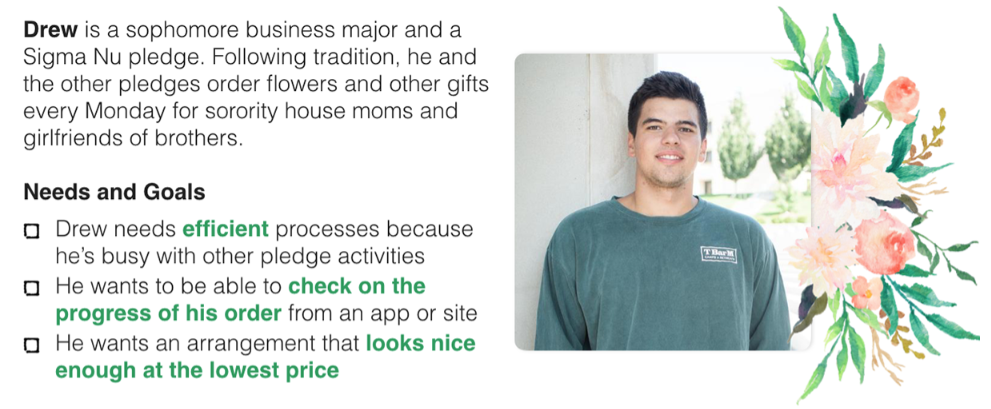 Drew is a sophomore business major and a
Sigma Nu pledge. Following tradition, he and
the other pledges order flowers and other gifts
every Monday for sorority house moms and
girlfriends of brothers.
Needs and Goals
Drew needs efficient processes because
he's busy with other pledge activities
He wants to be able to check on the
progress of his order from an app or site
He wants an arrangement that looks nice
enough at the lowest price
T Bar M